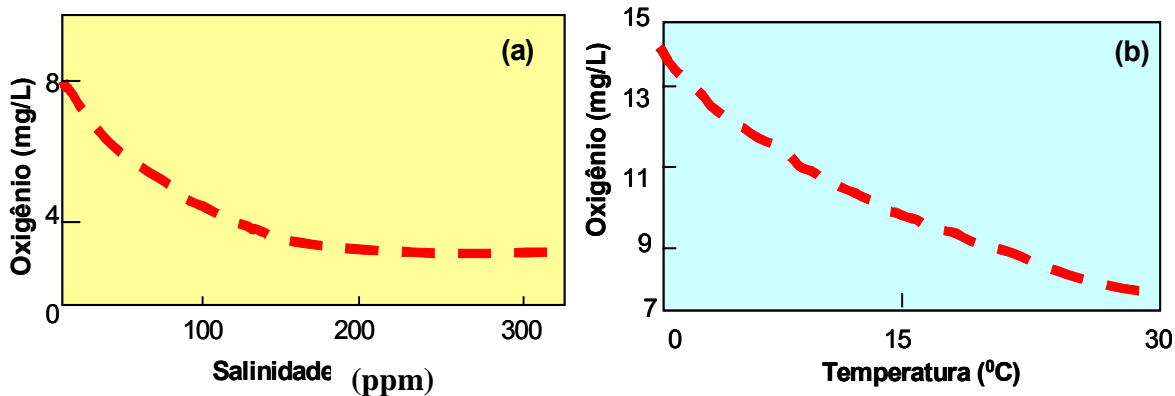 (a)
Oxigênio (mg/L)
8
4
0
100
200
300
Salinidade (ppm)
(b)
Oxigênio (mg/L)
15
13
11
9
7
0
15
30
Temperatura (⁰C)